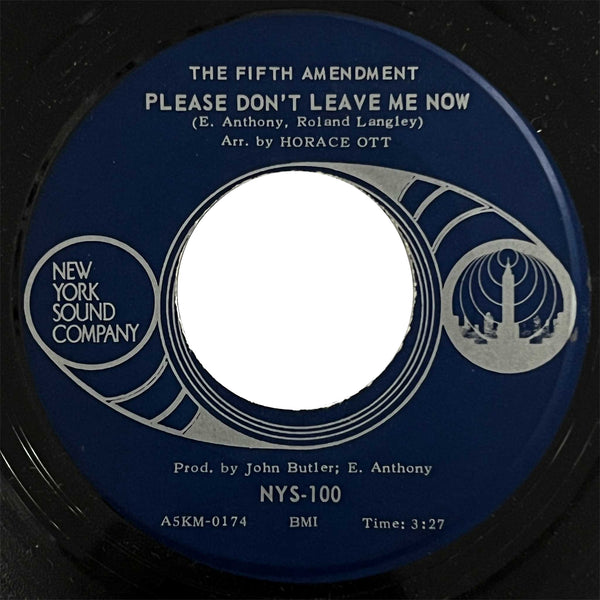 THE FIFTH AMENDMENT
PLEASE DON'T LEAVE ME NOW
(E. Anthony, Roland Langley)
Arr. by HORACE OTT
NEW
YORK
SOUND
COMPANY
Prod. by John Butler; E. Anthony
NYS-100
A5KM-0174 BMI Time: 3:27